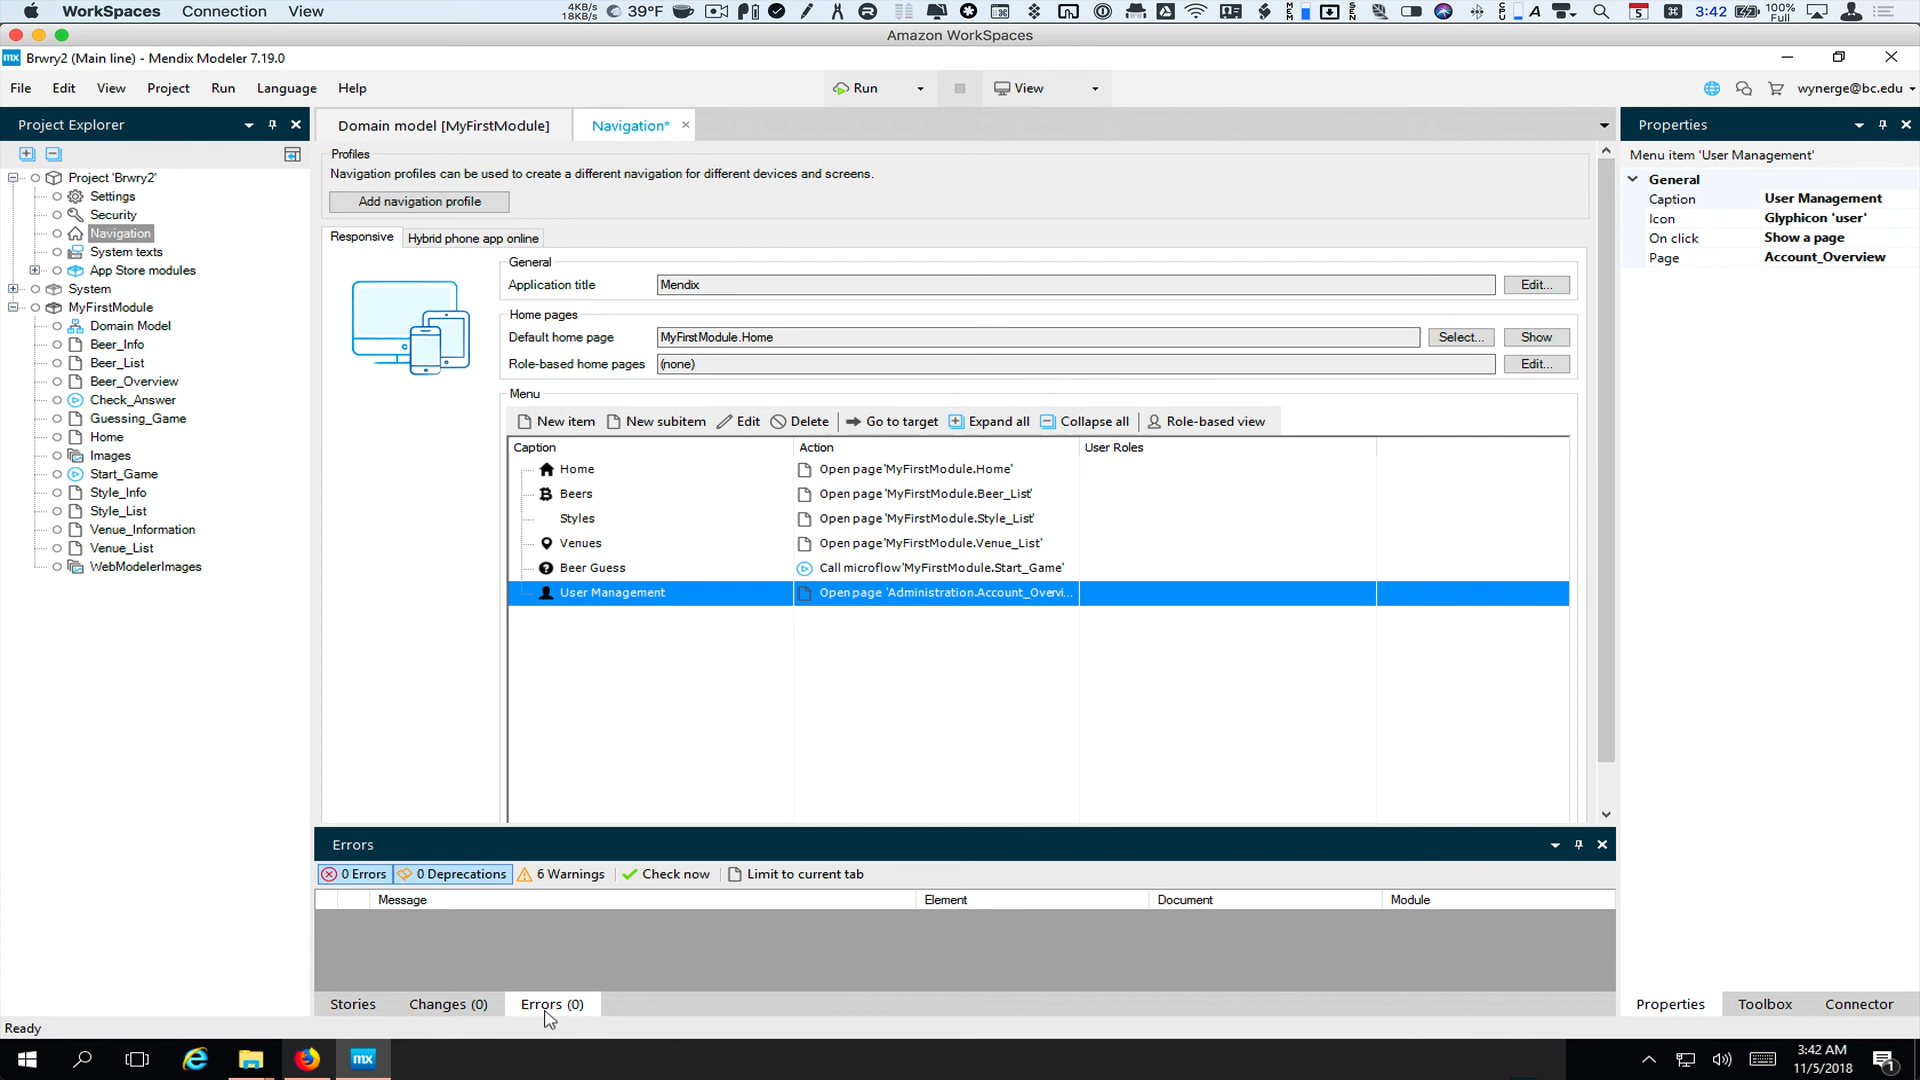 WorkSpaces Connection View 4KB/s 18KB/s 39°F 3:42 100% Full
Amazon WorkSpaces
mx Brwry2 (Main line) - Mendix Modeler 7.19.0
File Edit View Project Run Language Help Run View wynerge@bc.edu
Project Explorer
Domain model [MyFirstModule] Navigation*
Properties
Profiles
Navigation profiles can be used to create a different navigation for different devices and screens.
Add navigation profile
Menu item 'User Management'
General
Caption User Management
Icon Glyphicon 'user'
On click Show a page
Page Account_Overview
Project 'Brwry2'
Settings
Security
Navigation
System texts
App Store modules
System
MyFirstModule
Domain Model
Beer_Info
Beer_List
Beer_Overview
Check_Answer
Guessing_Game
Home
Images
Start_Game
Style_Info
Style_List
Venue_Information
Venue_List
WebModelerImages
Responsive Hybrid phone app online
General
Application title Mendix Edit...
Home pages
Default home page MyFirstModule.Home Select... Show
Role-based home pages (none) Edit...
Menu
New item New subitem Edit Delete Go to target Expand all Collapse all Role-based view
Caption Action User Roles
Home Open page 'MyFirstModule.Home'
Beers Open page 'MyFirstModule.Beer_List'
Styles Open page 'MyFirstModule.Style_List'
Venues Open page 'MyFirstModule.Venue_List'
Beer Guess Call microflow 'MyFirstModule.Start_Game'
User Management Open page 'Administration.Account_Overvi...
Errors
0 Errors 0 Deprecations 6 Warnings Check now Limit to current tab
Message Element Document Module
Stories Changes (0) Errors (0)
Properties Toolbox Connector
Ready
mx
3:42 AM
11/5/2018
1